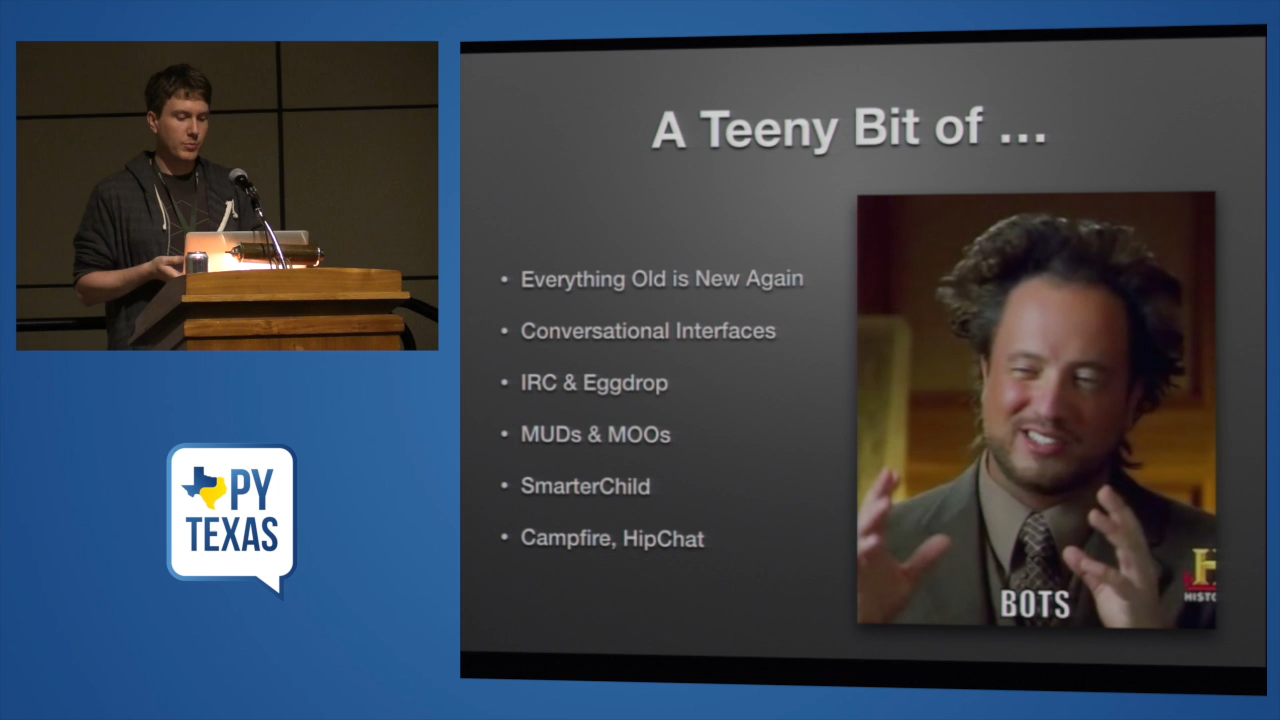 A Teeny Bit of ...
• Everything Old is New Again
• Conversational Interfaces
• IRC & Eggdrop
• MUDs & MOOs
• SmarterChild
• Campfire, HipChat
BOTS
H
HISTO
PY
TEXAS